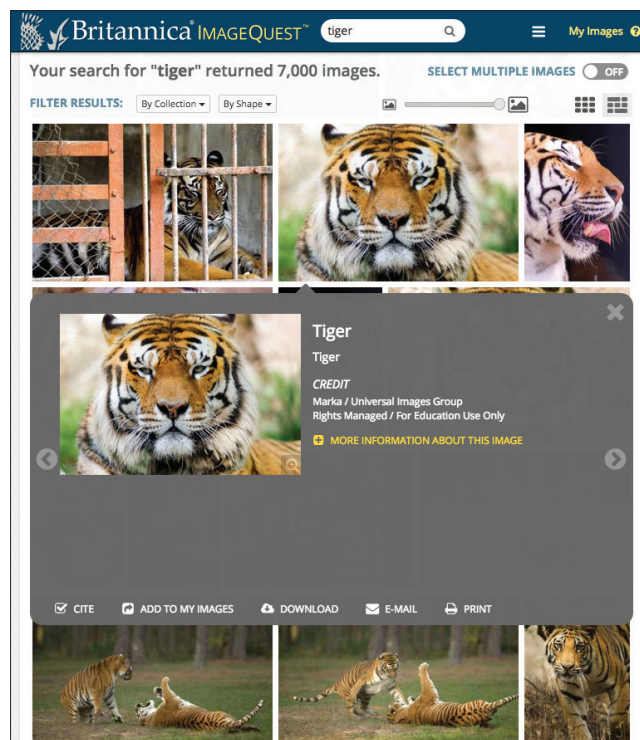 Britannica® IMAGEQUEST™ tiger My Images
Your search for "tiger" returned 7,000 images. SELECT MULTIPLE IMAGES OFF
FILTER RESULTS: By Collection By Shape
Tiger
Tiger
CREDIT
Marka / Universal Images Group
Rights Managed / For Education Use Only
MORE INFORMATION ABOUT THIS IMAGE
CITE ADD TO MY IMAGES DOWNLOAD E-MAIL PRINT